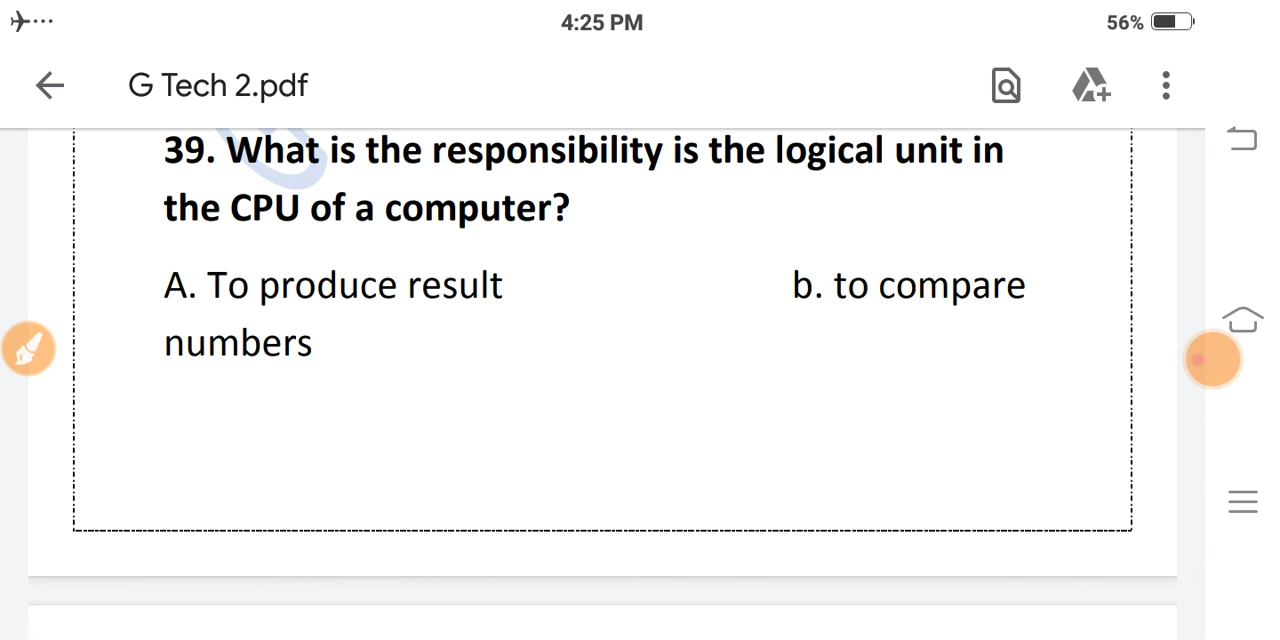 4:25 PM
56%
G Tech 2.pdf
39. What is the responsibility is the logical unit in
the CPU of a computer?
A. To produce result b. to compare
numbers